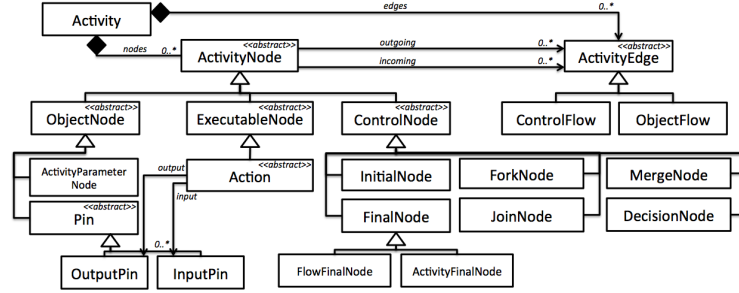 Activity
edges
0..*
nodes
0..*
<<abstract>>
ActivityNode
outgoing
0..*
incoming
0..*
<<abstract>>
ActivityEdge
<<abstract>>
ObjectNode
<<abstract>>
ExecutableNode
<<abstract>>
ControlNode
ControlFlow
ObjectFlow
ActivityParameter
Node
output
<<abstract>>
Action
input
InitialNode
ForkNode
MergeNode
<<abstract>>
Pin
FinalNode
JoinNode
DecisionNode
0..*
OutputPin
InputPin
FlowFinalNode
ActivityFinalNode